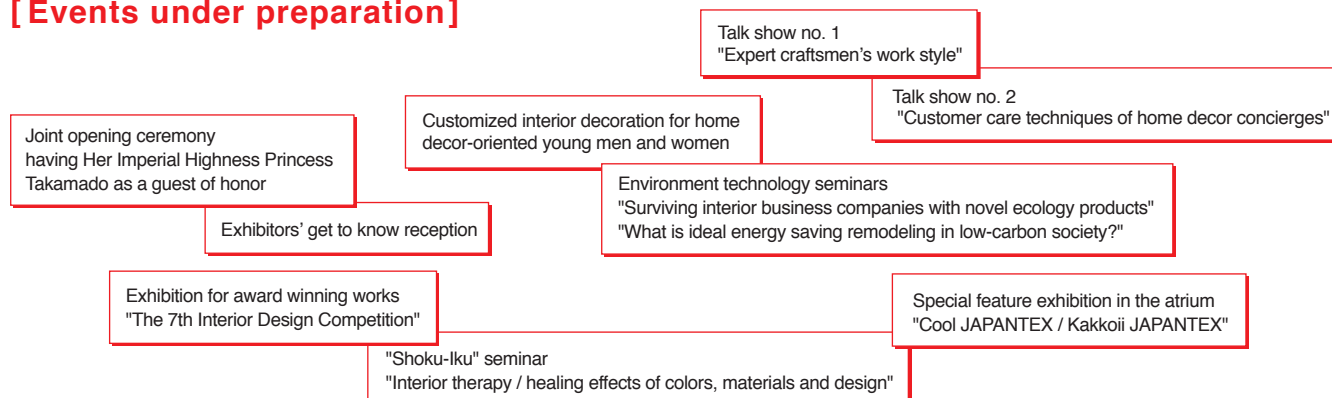 [Events under preparation]
Talk show no. 1
"Expert craftsmen's work style"
Talk show no. 2
"Customer care techniques of home decor concierges"
Customized interior decoration for home
decor-oriented young men and women
Joint opening ceremony
having Her Imperial Highness Princess
Takamado as a guest of honor
Environment technology seminars
"Surviving interior business companies with novel ecology products"
"What is ideal energy saving remodeling in low-carbon society?"
Exhibitors' get to know reception
Exhibition for award winning works
"The 7th Interior Design Competition"
Special feature exhibition in the atrium
"Cool JAPANTEX / Kakkoii JAPANTEX"
"Shoku-Iku" seminar
"Interior therapy / healing effects of colors, materials and design"